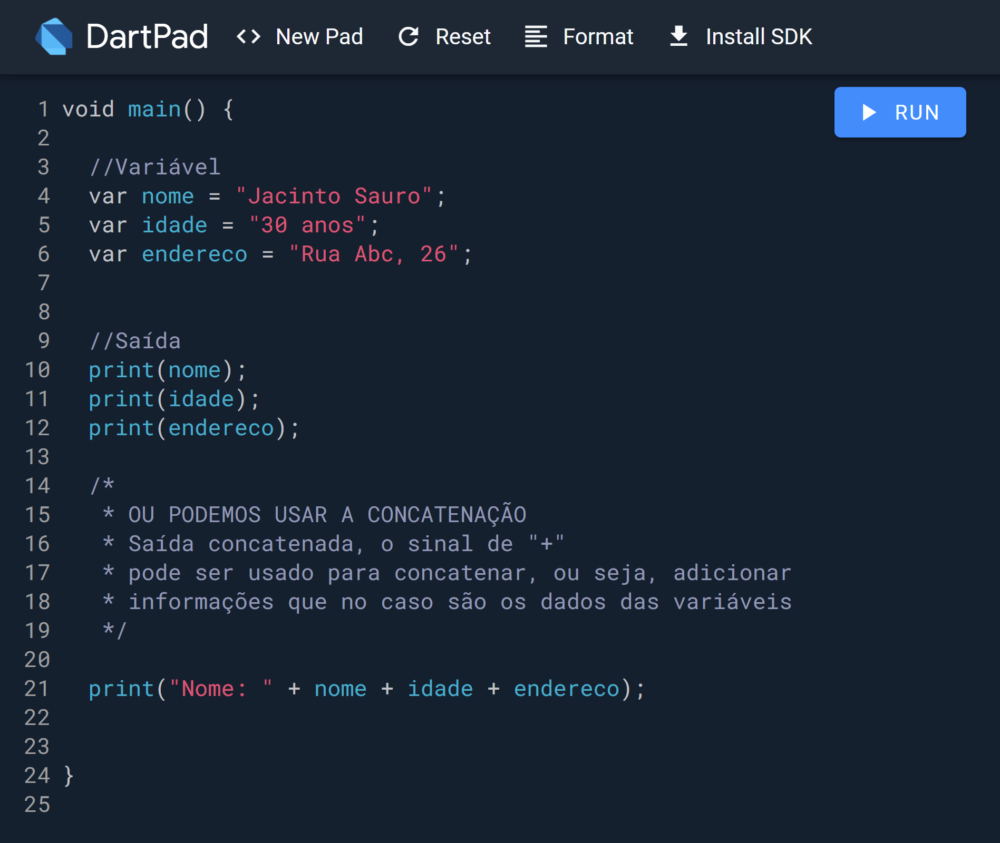 DartPad <> New Pad Reset Format Install SDK
RUN
1 void main() {
2
3   //Variável
4   var nome = "Jacinto Sauro";
5   var idade = "30 anos";
6   var endereco = "Rua Abc, 26";
7
8
9   //Saída
10   print(nome);
11   print(idade);
12   print(endereco);
13
14   /*
15    * OU PODEMOS USAR A CONCATENAÇÃO
16    * Saída concatenada, o sinal de "+"
17    * pode ser usado para concatenar, ou seja, adicionar
18    * informações que no caso são os dados das variáveis
19    */
20
21   print("Nome: " + nome + idade + endereco);
22
23
24 }
25